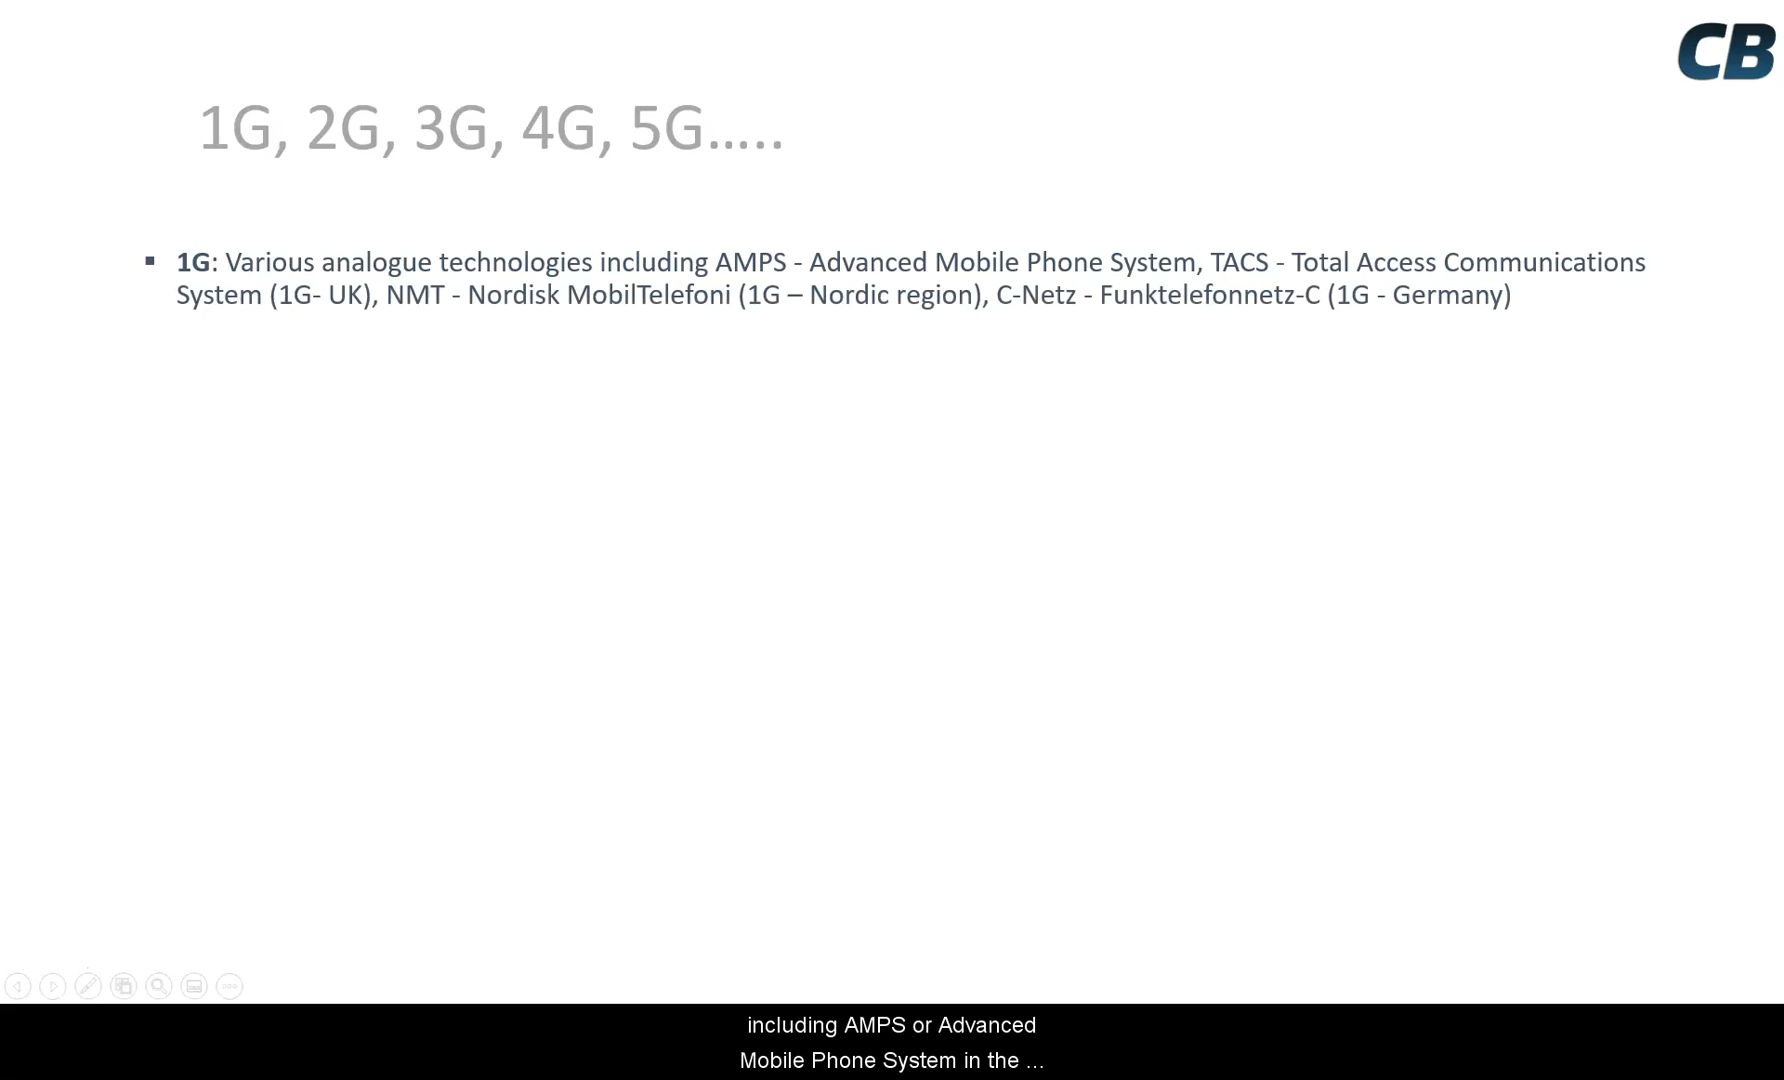 CB
1G, 2G, 3G, 4G, 5G.....
▪ 1G: Various analogue technologies including AMPS - Advanced Mobile Phone System, TACS - Total Access Communications
System (1G- UK), NMT - Nordisk MobilTelefoni (1G – Nordic region), C-Netz - Funktelefonnetz-C (1G - Germany)
including AMPS or Advanced
Mobile Phone System in the ...